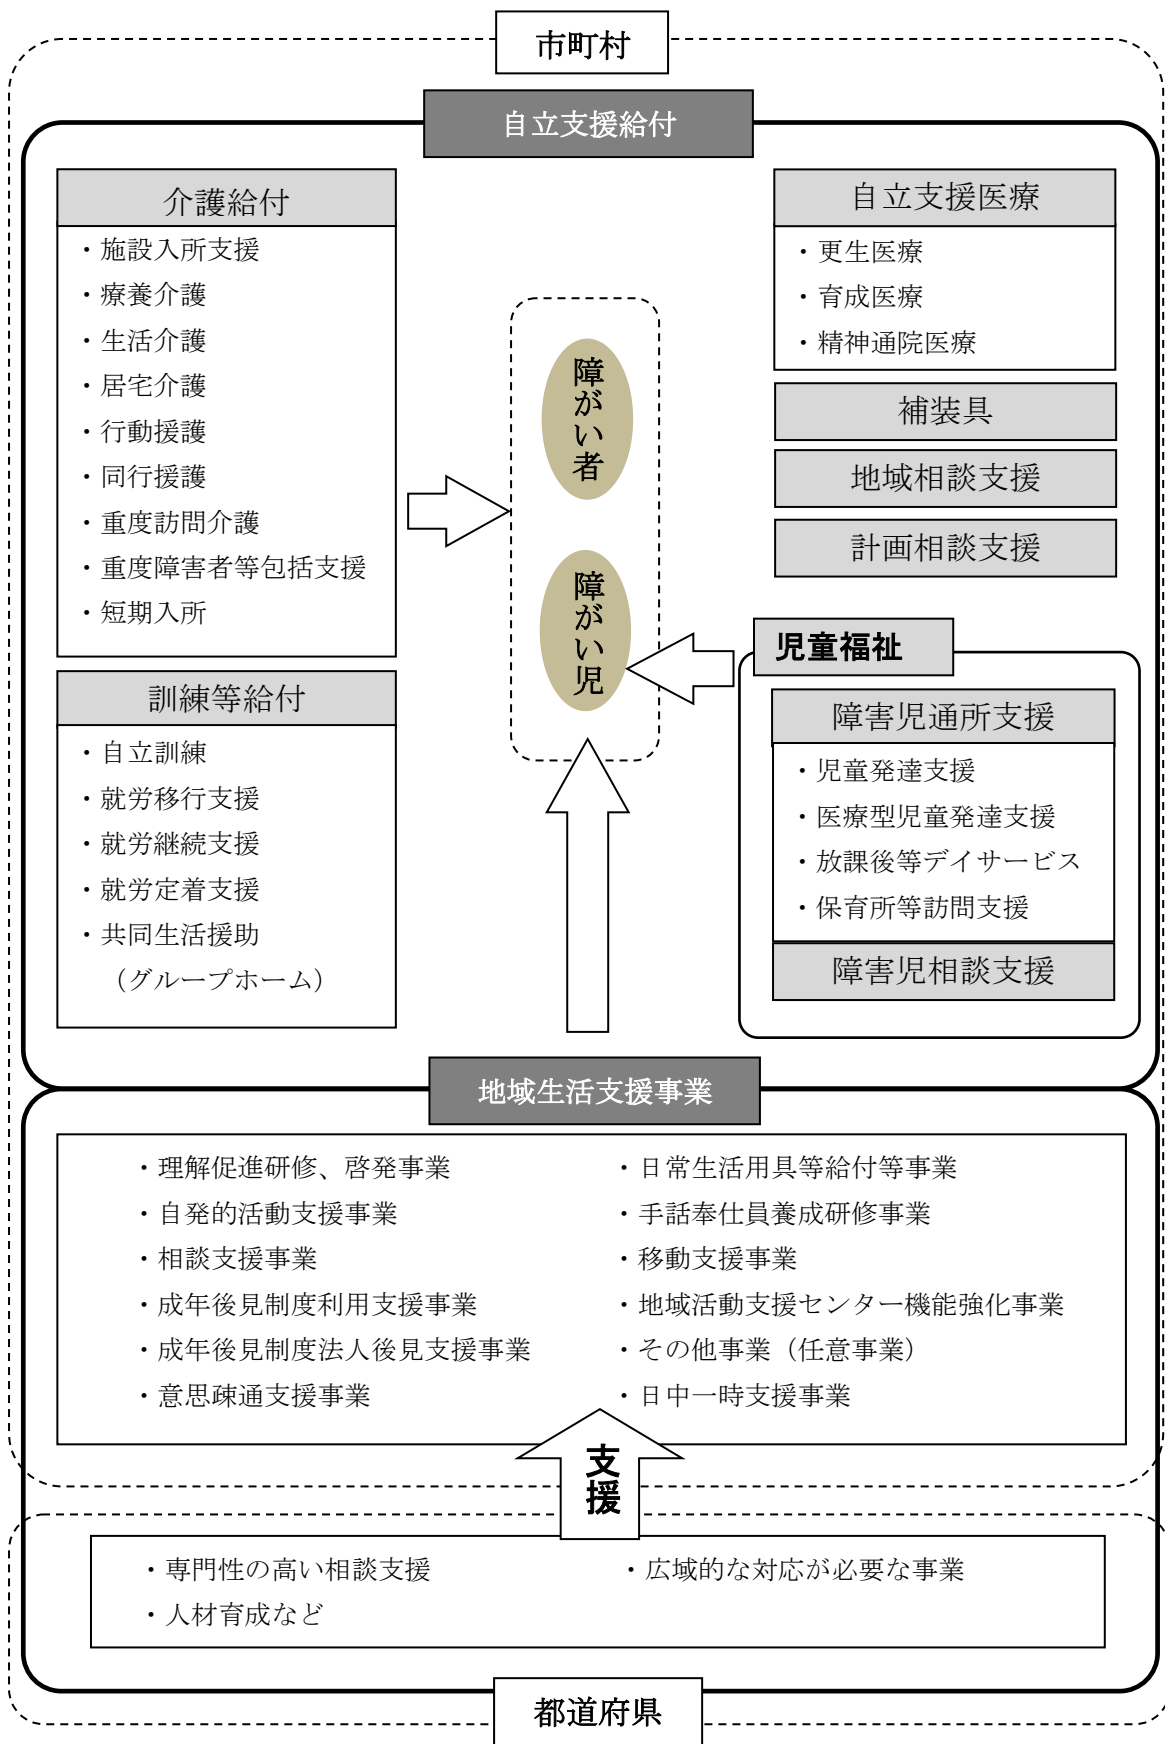 市町村
自立支援給付
介護給付
・施設入所支援
・療養介護
・生活介護
・居宅介護
・行動援護
・同行援護
・重度訪問介護
・重度障害者等包括支援
・短期入所
訓練等給付
・自立訓練
・就労移行支援
・就労継続支援
・就労定着支援
・共同生活援助
（グループホーム）
障がい者
障がい児
自立支援医療
・更生医療
・育成医療
・精神通院医療
補装具
地域相談支援
計画相談支援
児童福祉
障害児通所支援
・児童発達支援
・医療型児童発達支援
・放課後等デイサービス
・保育所等訪問支援
障害児相談支援
地域生活支援事業
・理解促進研修、啓発事業
・自発的活動支援事業
・相談支援事業
・成年後見制度利用支援事業
・成年後見制度法人後見支援事業
・意思疎通支援事業
・日常生活用具等給付等事業
・手話奉仕員養成研修事業
・移動支援事業
・地域活動支援センター機能強化事業
・その他事業（任意事業）
・日中一時支援事業
支援
・専門性の高い相談支援
・人材育成など
・広域的な対応が必要な事業
都道府県